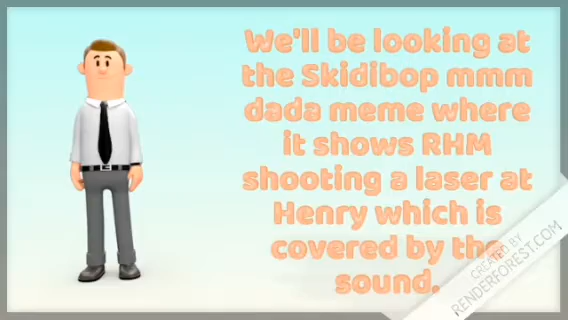 We'll be looking at
the Skidibop mmm
dada meme where
it shows RHM
shooting a laser at
Henry which is
covered by the
sound.
CREATED BY
RENDERFOREST.COM